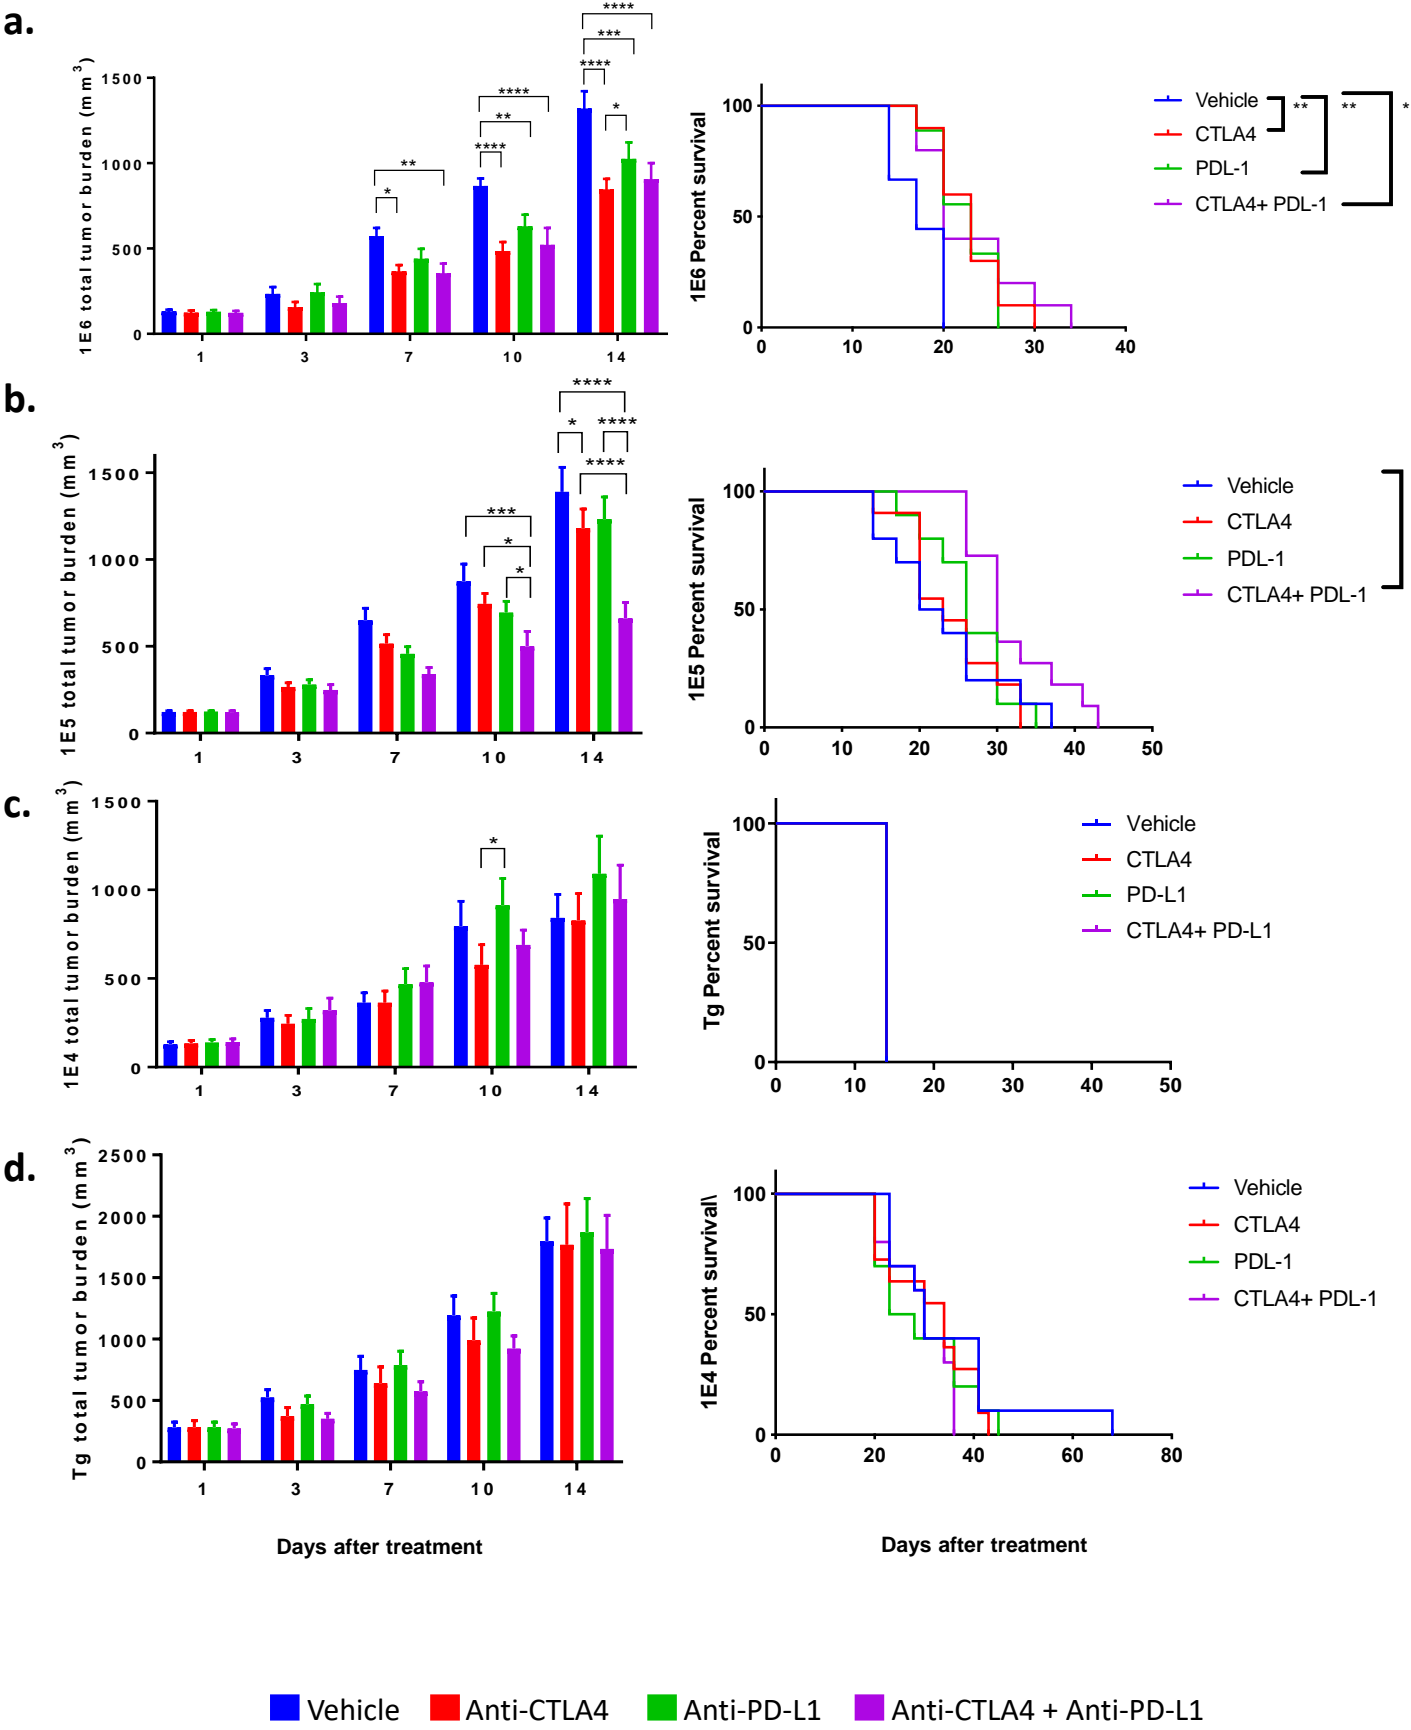 a.
1E6 total tumor burden (mm3)
1500
1000
500
0
1 3 7 10 14
* **
**** ** ****
**** * *** ****
1E6 Percent survival
100
50
0
0 10 20 30 40
Vehicle
CTLA4
PDL-1
CTLA4+ PDL-1
** ** *
b.
1E5 total tumor burden (mm3)
1500
1000
500
0
1 3 7 10 14
*** * *
**** * **** ****
1E5 Percent survival
100
50
0
0 10 20 30 40 50
Vehicle
CTLA4
PDL-1
CTLA4+ PDL-1
c.
1E4 total tumor burden (mm3)
1500
1000
500
0
1 3 7 10 14
*
Tg Percent survival
100
50
0
0 10 20 30 40 50
Vehicle
CTLA4
PD-L1
CTLA4+ PD-L1
d.
Tg total tumor burden (mm3)
2500
2000
1500
1000
500
0
1 3 7 10 14
Days after treatment
1E4 Percent survival\
100
50
0
0 20 40 60 80
Vehicle
CTLA4
PDL-1
CTLA4+ PDL-1
Days after treatment
Vehicle Anti-CTLA4 Anti-PD-L1 Anti-CTLA4 + Anti-PD-L1